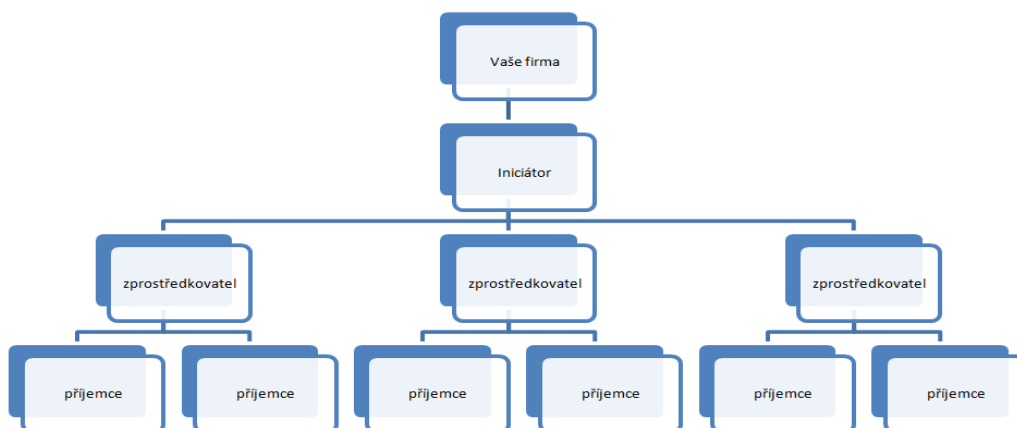 Vaše firma
Iniciátor
zprostředkovatel
zprostředkovatel
zprostředkovatel
příjemce
příjemce
příjemce
příjemce
příjemce
příjemce